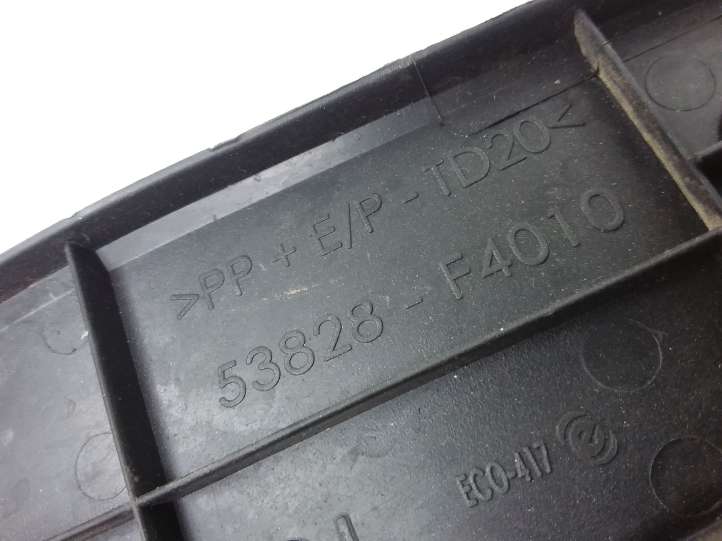 >PP + E/P - TD20<
53828 - F4010
ECO-417